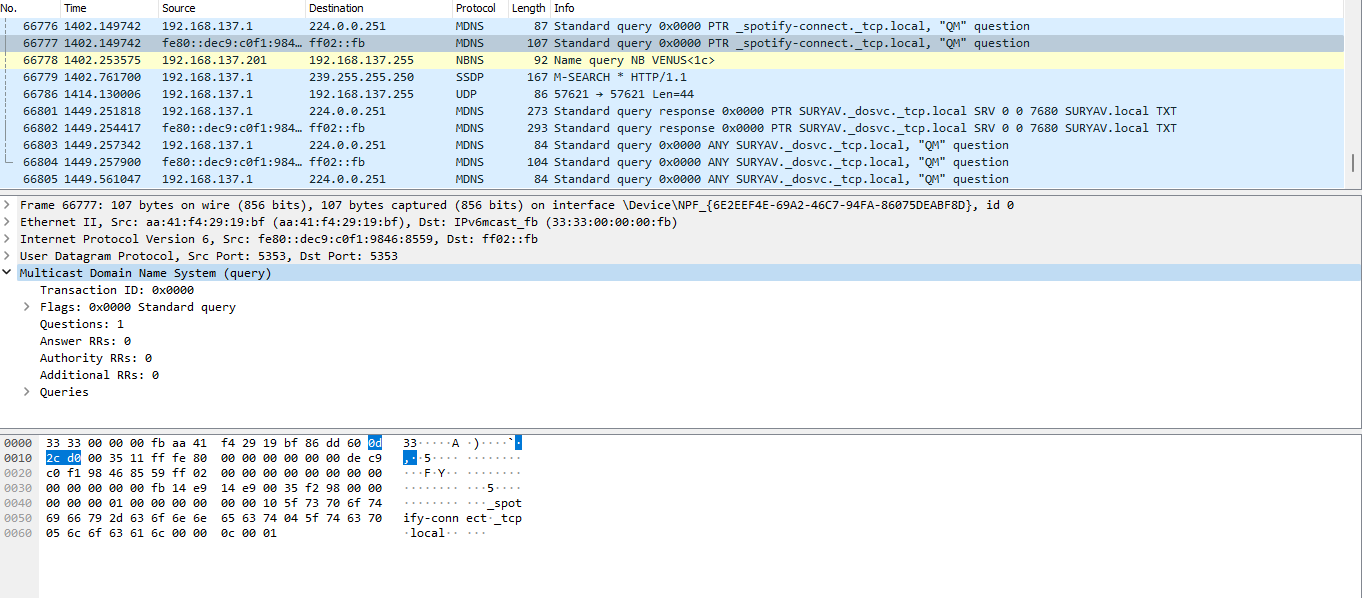 No. Time Source Destination Protocol Length Info
66776 1402.149742 192.168.137.1 224.0.0.251 MDNS 87 Standard query 0x0000 PTR _spotify-connect._tcp.local, "QM" question
66777 1402.149742 fe80::dec9:c0f1:984… ff02::fb MDNS 107 Standard query 0x0000 PTR _spotify-connect._tcp.local, "QM" question
66778 1402.253575 192.168.137.201 192.168.137.255 NBNS 92 Name query NB VENUS<1c>
66779 1402.761700 192.168.137.1 239.255.255.250 SSDP 167 M-SEARCH * HTTP/1.1
66786 1414.130006 192.168.137.1 192.168.137.255 UDP 86 57621 → 57621 Len=44
66801 1449.251818 192.168.137.1 224.0.0.251 MDNS 273 Standard query response 0x0000 PTR SURYAV._dosvc._tcp.local SRV 0 0 7680 SURYAV.local TXT
66802 1449.254417 fe80::dec9:c0f1:984… ff02::fb MDNS 293 Standard query response 0x0000 PTR SURYAV._dosvc._tcp.local SRV 0 0 7680 SURYAV.local TXT
66803 1449.257342 192.168.137.1 224.0.0.251 MDNS 84 Standard query 0x0000 ANY SURYAV._dosvc._tcp.local, "QM" question
66804 1449.257900 fe80::dec9:c0f1:984… ff02::fb MDNS 104 Standard query 0x0000 ANY SURYAV._dosvc._tcp.local, "QM" question
66805 1449.561047 192.168.137.1 224.0.0.251 MDNS 84 Standard query 0x0000 ANY SURYAV._dosvc._tcp.local, "QM" question
Frame 66777: 107 bytes on wire (856 bits), 107 bytes captured (856 bits) on interface \Device\NPF_{6E2EEF4E-69A2-46C7-94FA-86075DEABF8D}, id 0
Ethernet II, Src: aa:41:f4:29:19:bf (aa:41:f4:29:19:bf), Dst: IPv6mcast_fb (33:33:00:00:00:fb)
Internet Protocol Version 6, Src: fe80::dec9:c0f1:9846:8559, Dst: ff02::fb
User Datagram Protocol, Src Port: 5353, Dst Port: 5353
Multicast Domain Name System (query)
Transaction ID: 0x0000
Flags: 0x0000 Standard query
Questions: 1
Answer RRs: 0
Authority RRs: 0
Additional RRs: 0
Queries
0000 33 33 00 00 00 fb aa 41 f4 29 19 bf 86 dd 60 0d 33·····A ·)····`·
0010 2c d0 00 35 11 ff fe 80 00 00 00 00 00 00 de c9 ,··5···· ········
0020 c0 f1 98 46 85 59 ff 02 00 00 00 00 00 00 00 00 ···F·Y·· ········
0030 00 00 00 00 00 fb 14 e9 14 e9 00 35 f2 98 00 00 ········ ···5····
0040 00 00 00 01 00 00 00 00 00 00 10 5f 73 70 6f 74 ········ ···_spot
0050 69 66 79 2d 63 6f 6e 6e 65 63 74 04 5f 74 63 70 ify-conn ect·_tcp
0060 05 6c 6f 63 61 6c 00 00 0c 00 01 ·local·· ···